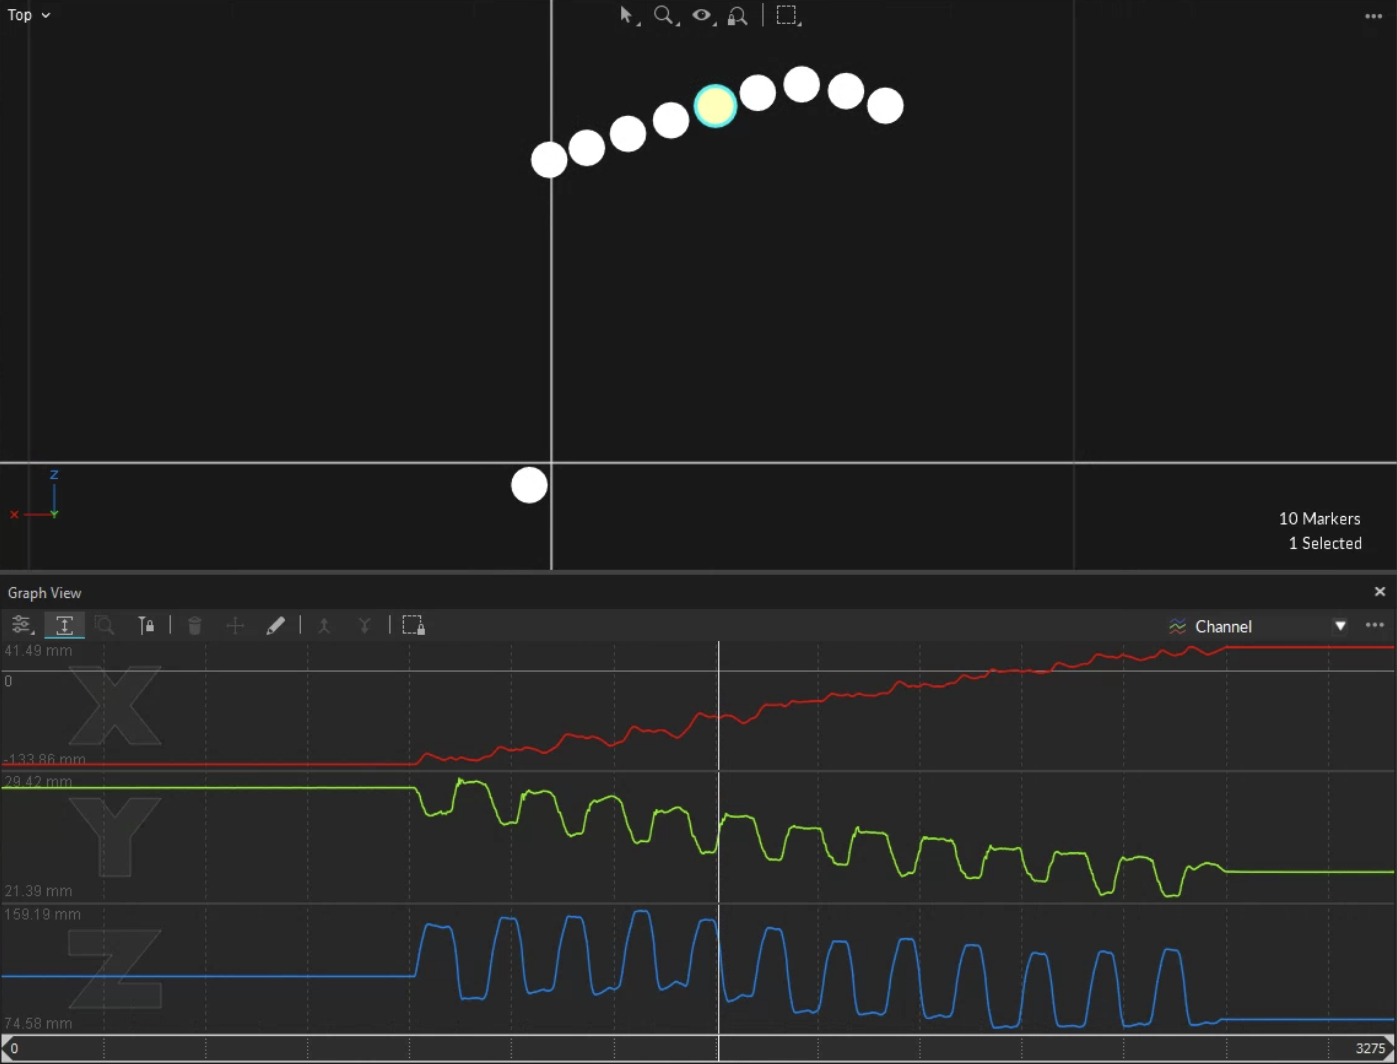 Top
Z
X
Y
10 Markers
1 Selected
Graph View
Channel
41.49 mm
0
X
-133.86 mm
29.42 mm
Y
21.39 mm
159.19 mm
Z
74.58 mm
0
3275